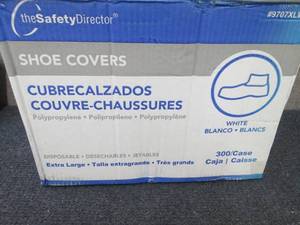 theSafetyDirector®
#9707XL
SHOE COVERS
CUBRECALZADOS
COUVRE-CHAUSSURES
Polypropylene • Polipropileno • Polypropylène
WHITE
BLANCO • BLANCS
DISPOSABLE • DESECHABLES • JETABLES
Extra Large • Talla extragrande • Très grands
300/Case
Caja | Caisse